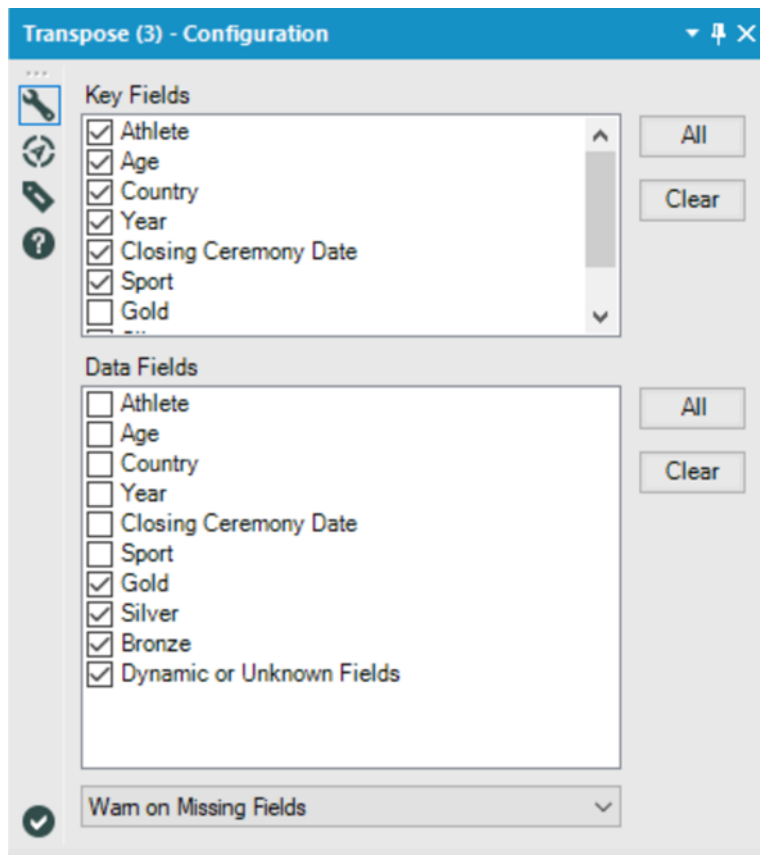 Transpose (3) - Configuration
Key Fields
Athlete
Age
Country
Year
Closing Ceremony Date
Sport
Gold
All
Clear
Data Fields
Athlete
Age
Country
Year
Closing Ceremony Date
Sport
Gold
Silver
Bronze
Dynamic or Unknown Fields
All
Clear
Warn on Missing Fields